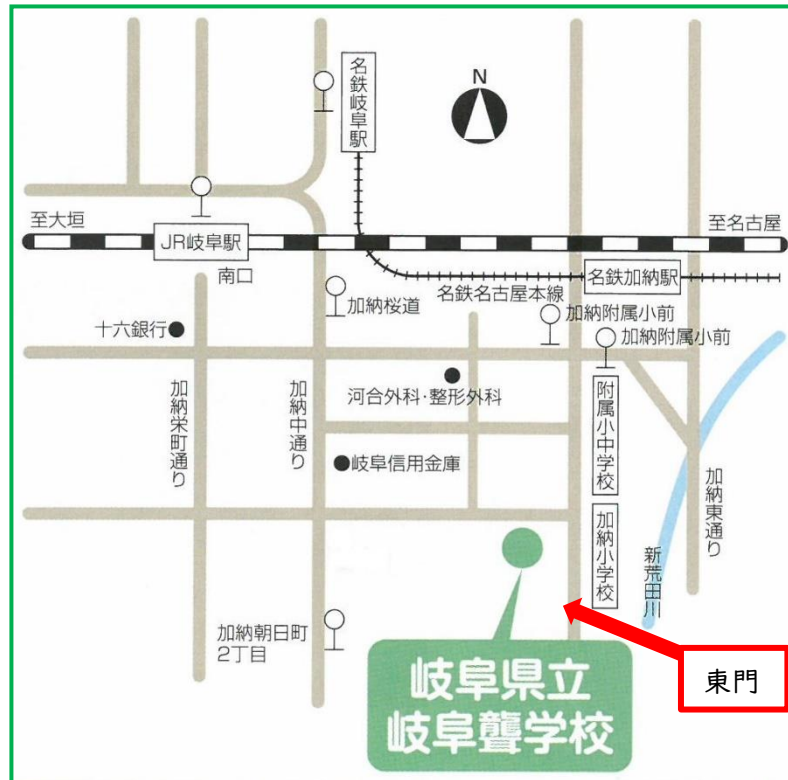 名鉄岐阜駅
N
至大垣
JR岐阜駅
至名古屋
南口
名鉄加納駅
名鉄名古屋本線
加納桜道
加納附属小前
加納附属小前
十六銀行
河合外科・整形外科
加納栄町通り
加納中通り
附属小中学校
岐阜信用金庫
加納東通り
加納小学校
新荒田川
加納朝日町
2丁目
東門
岐阜県立
岐阜聾学校